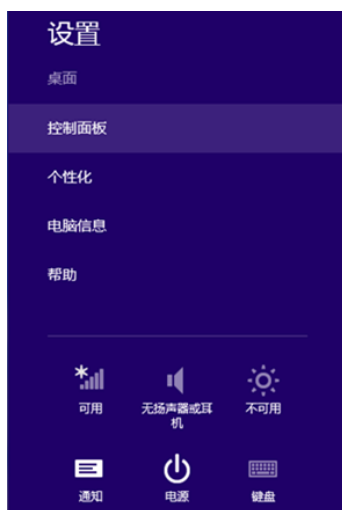 设置
桌面
控制面板
个性化
电脑信息
帮助
可用
无扬声器或耳
机
不可用
通知
电源
键盘